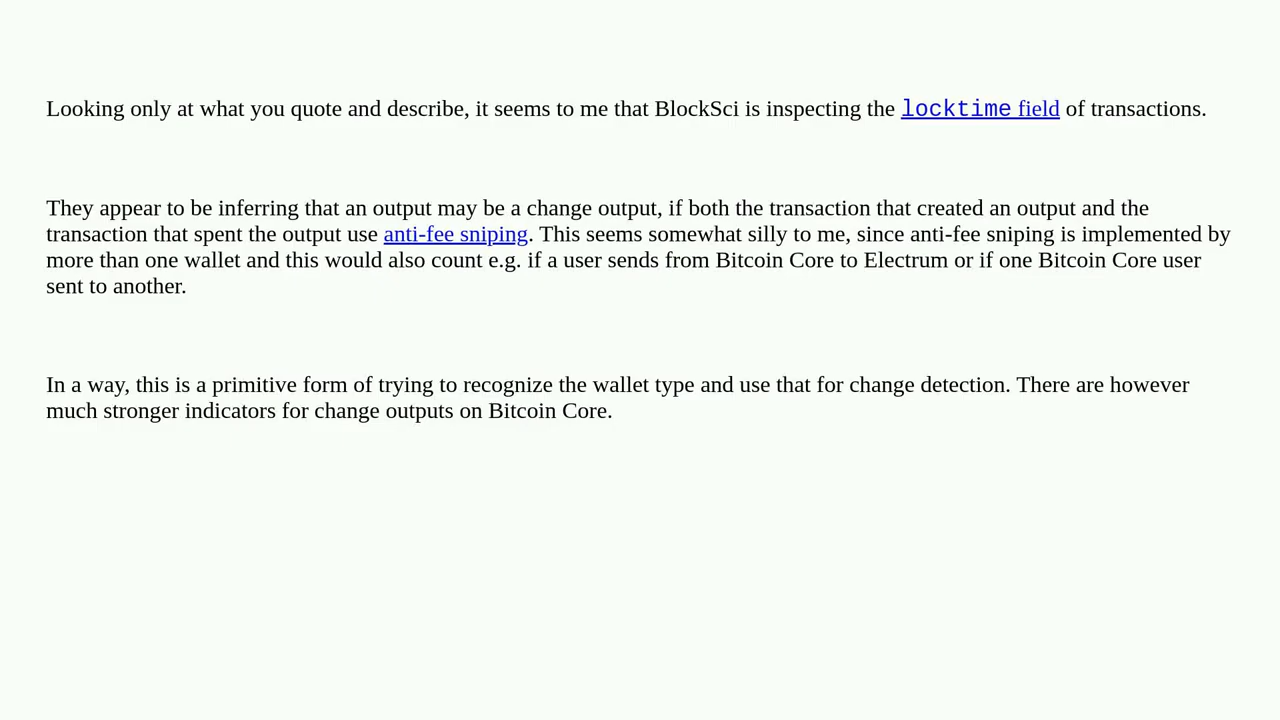 Looking only at what you quote and describe, it seems to me that BlockSci is inspecting the locktime field of transactions.
They appear to be inferring that an output may be a change output, if both the transaction that created an output and the
transaction that spent the output use anti-fee sniping. This seems somewhat silly to me, since anti-fee sniping is implemented by
more than one wallet and this would also count e.g. if a user sends from Bitcoin Core to Electrum or if one Bitcoin Core user
sent to another.
In a way, this is a primitive form of trying to recognize the wallet type and use that for change detection. There are however
much stronger indicators for change outputs on Bitcoin Core.